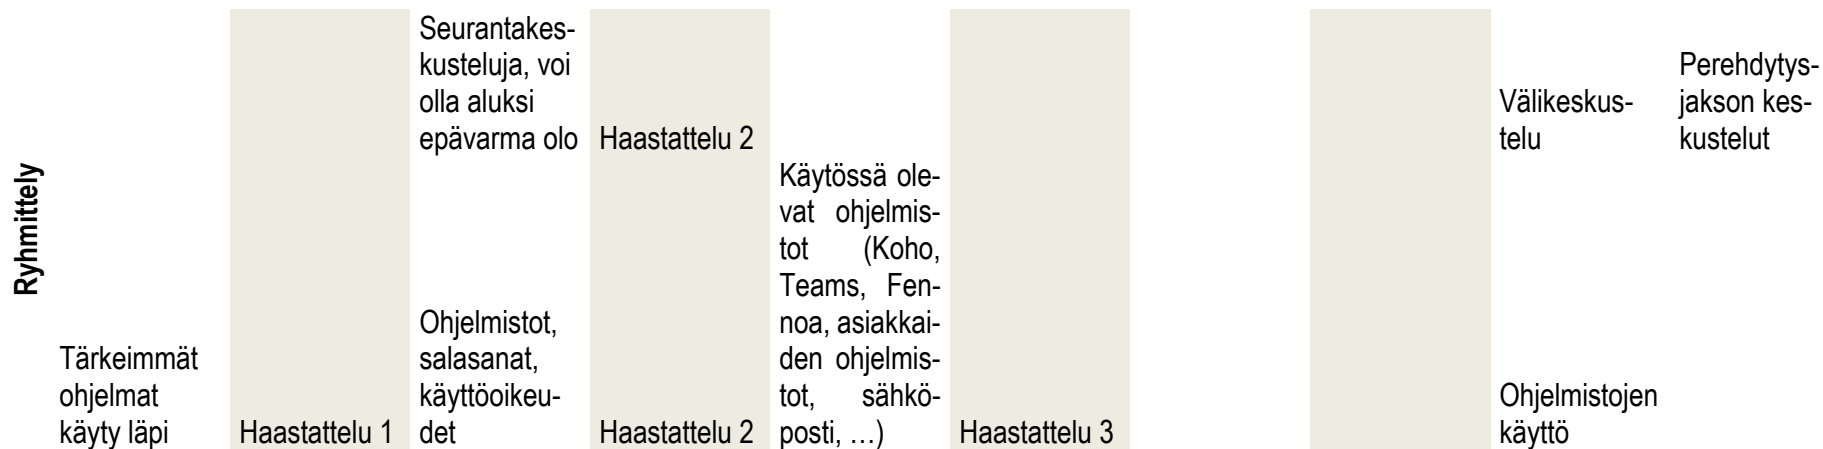 Ryhmittely
Seurantakes-
kusteluja, voi
olla aluksi
epävarma olo
Haastattelu 2
Välikeskus-
telu
Perehdytys-
jakson kes-
kustelut
Tärkeimmät
ohjelmat
käyty läpi
Haastattelu 1
Ohjelmistot,
salasanat,
käyttöoikeu-
det
Haastattelu 2
Käytössä ole-
vat ohjelmis-
tot (Koho,
Teams, Fen-
noa, asiakkai-
den ohjelmis-
tot, sähkö-
posti, …)
Haastattelu 3
Ohjelmistojen
käyttö